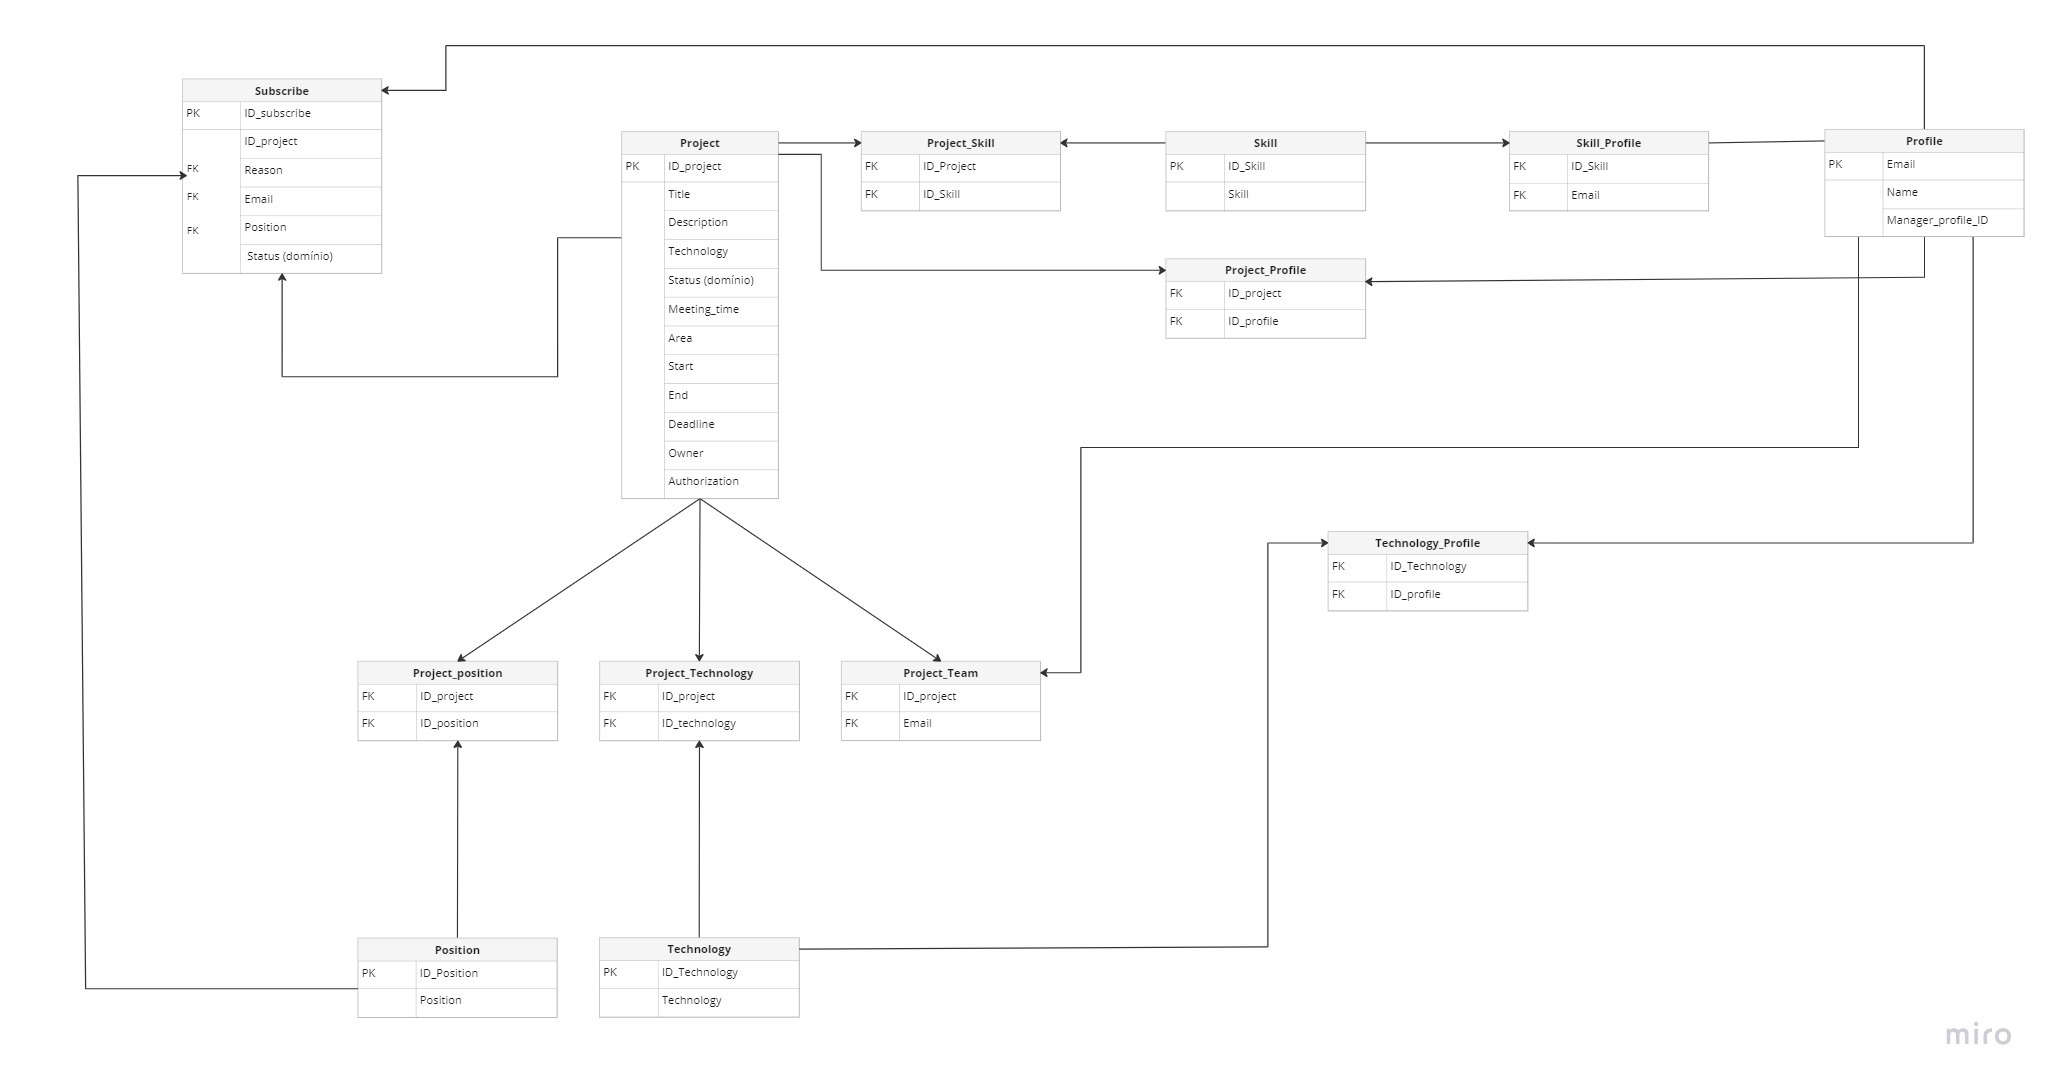 Subscribe
PK ID_subscribe
ID_project
FK Reason
FK Email
FK Position
Status (domínio)
Project
PK ID_project
Title
Description
Technology
Status (domínio)
Meeting_time
Area
Start
End
Deadline
Owner
Authorization
Project_Skill
FK ID_Project
FK ID_Skill
Skill
PK ID_Skill
Skill
Skill_Profile
FK ID_Skill
FK Email
Profile
PK Email
Name
Manager_profile_ID
Project_Profile
FK ID_project
FK ID_profile
Technology_Profile
FK ID_Technology
FK ID_profile
Project_position
FK ID_project
FK ID_position
Project_Technology
FK ID_project
FK ID_technology
Project_Team
FK ID_project
FK Email
Position
PK ID_Position
Position
Technology
PK ID_Technology
Technology
miro